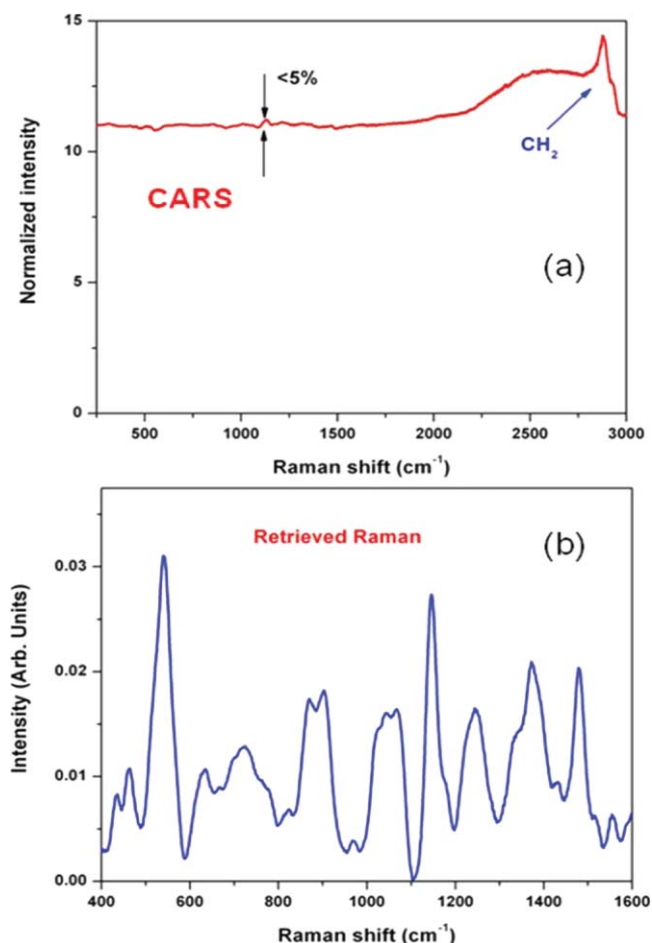 15
<5%
10
CH2
CARS
Normalized intensity
5
(a)
0
500 1000 1500 2000 2500 3000
Raman shift (cm-1)
Retrieved Raman
(b)
0.03
0.02
Intensity (Arb. Units)
0.01
0.00
400 600 800 1000 1200 1400 1600
Raman shift (cm-1)